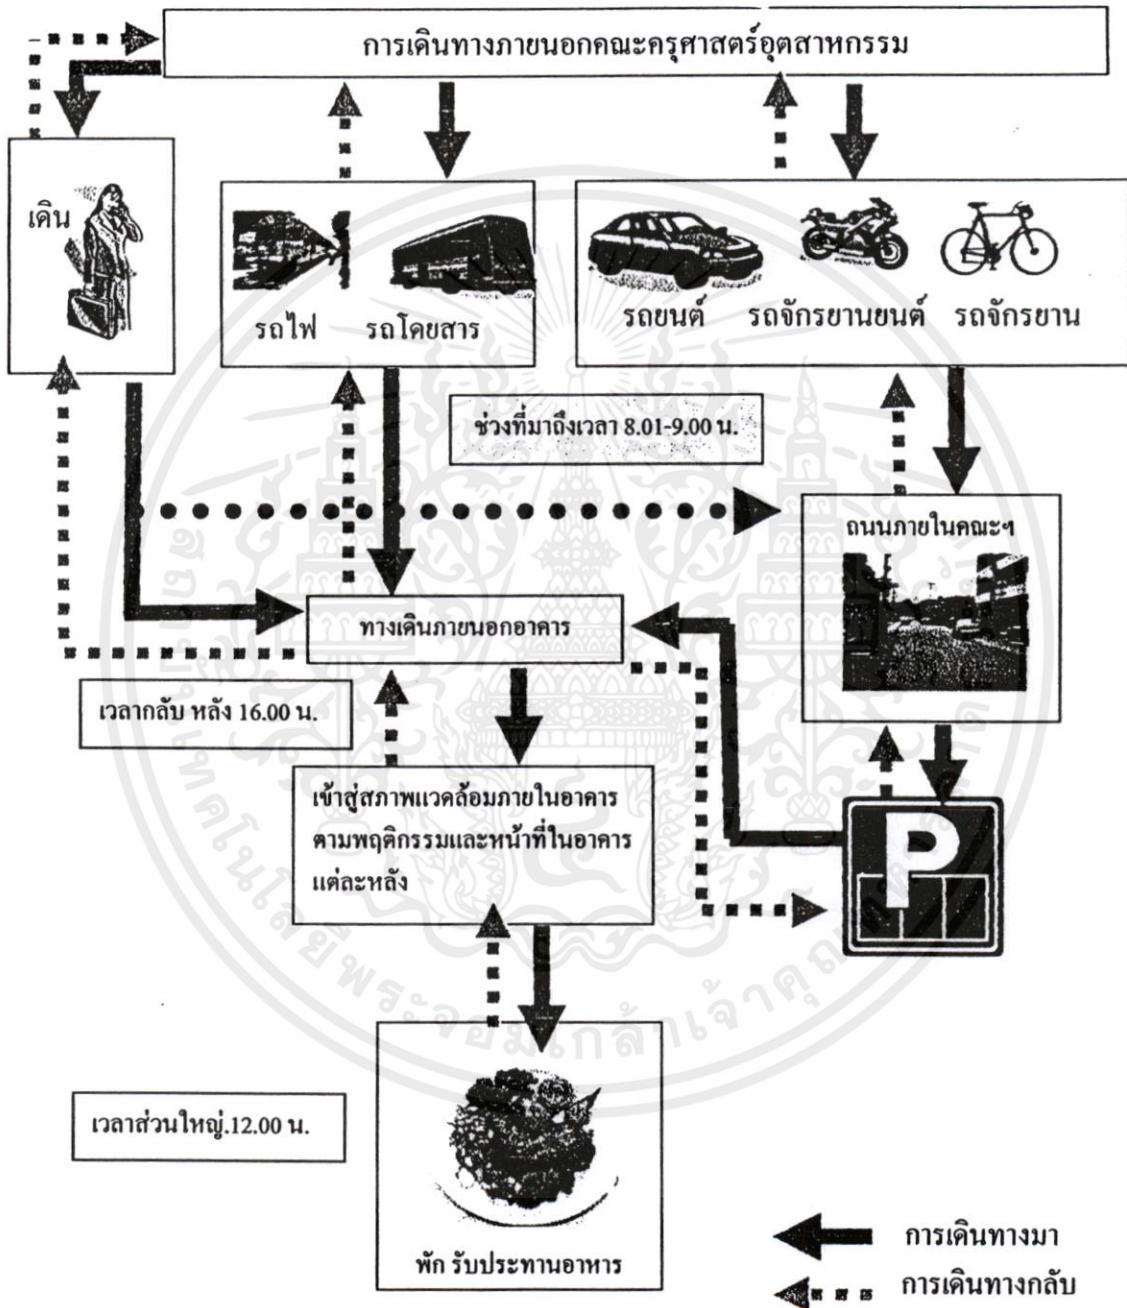 การเดินทางภายนอกคณะครุศาสตร์อุตสาหกรรม
เดิน
รถไฟ
รถโดยสาร
รถยนต์
รถจักรยานยนต์
รถจักรยาน
ช่วงที่มาถึงเวลา 8.01-9.00 น.
ถนนภายในคณะฯ
ทางเดินภายนอกอาคาร
เวลากลับ หลัง 16.00 น.
เข้าสู่สภาพแวดล้อมภายในอาคาร
ตามพฤติกรรมและหน้าที่ในอาคาร
แต่ละหลัง
P
เวลาส่วนใหญ่.12.00 น.
พัก รับประทานอาหาร
การเดินทางมา
การเดินทางกลับ